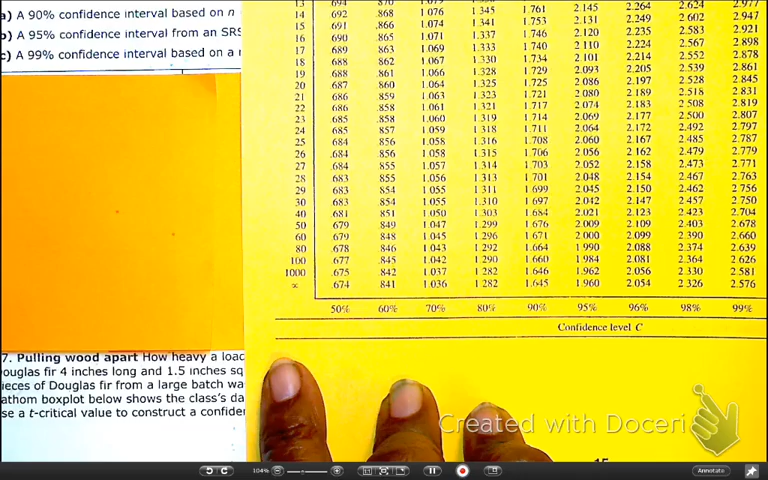 a) A 90% confidence interval based on n
b) A 95% confidence interval from an SRS
c) A 99% confidence interval based on a
14 692 .868 1.076 1.345 1.761 2.145 2.264 2.624 2.977
15 691 .866 1.074 1.341 1.753 2.131 2.249 2 602 2.947
16 690 .865 1.071 1.337 1.746 2.120 2.235 2.583 2.921
17 689 .863 1.069 1.333 1.740 2.110 2.224 2.567 2.898
18 688 .862 1.067 1.330 1.734 2.101 2.214 2.552 2.878
19 688 .861 1.066 1.328 1.729 2.093 2.205 2.539 2.861
20 687 .860 1.064 1.325 1.725 2 086 2.197 2.528 2.845
21 686 .859 1.063 1.323 1.721 2 080 2.189 2.518 2.831
22 686 .858 1.061 1.321 1.717 2 074 2.183 2 508 2.819
23 685 .858 1.060 1.319 1.714 2.069 2.177 2 500 2.807
24 685 857 1.059 1.318 1.711 2.064 2 172 2.492 2.797
25 684 856 1.058 1.316 1.708 2.060 2 167 2.485 2.787
26 .684 856 1.058 1.315 1.706 2 056 2 162 2.479 2.779
27 .684 855 1.057 1.314 1 703 2 052 2.158 2.473 2.771
28 683 855 1.056 1.313 1 701 2 048 2 154 2.467 2.763
29 683 854 1.055 1 311 1 699 2 045 2.150 2.462 2.756
30 683 854 1.055 1.310 1 697 2 042 2.147 2.457 2.750
40 681 851 1.050 1 303 1 684 2.021 2.123 2 423 2.704
50 679 849 1.047 1.299 1 676 2 009 2 109 2 403 2.678
60 679 848 1.045 1 296 1.671 2 000 2.099 2 390 2.660
80 .678 846 1.043 1 292 1.664 1 990 2.088 2 374 2.639
100 .677 .845 1.042 1 290 1 660 1 984 2.081 2 364 2.626
1000 .675 842 1.037 1 282 1.646 1.962 2.056 2 330 2.581
∞ .674 841 1.036 1 282 1.645 1.960 2.054 2 326 2.576
50% 60% 70% 80% 90% 95% 96% 98% 99%
Confidence level C
7. Pulling wood apart How heavy a load
ouglas fir 4 inches long and 1.5 inches sq
ieces of Douglas fir from a large batch wa
athom boxplot below shows the class's da
se a t-critical value to construct a confiden
Created with Doceri
15
104%
Annotate